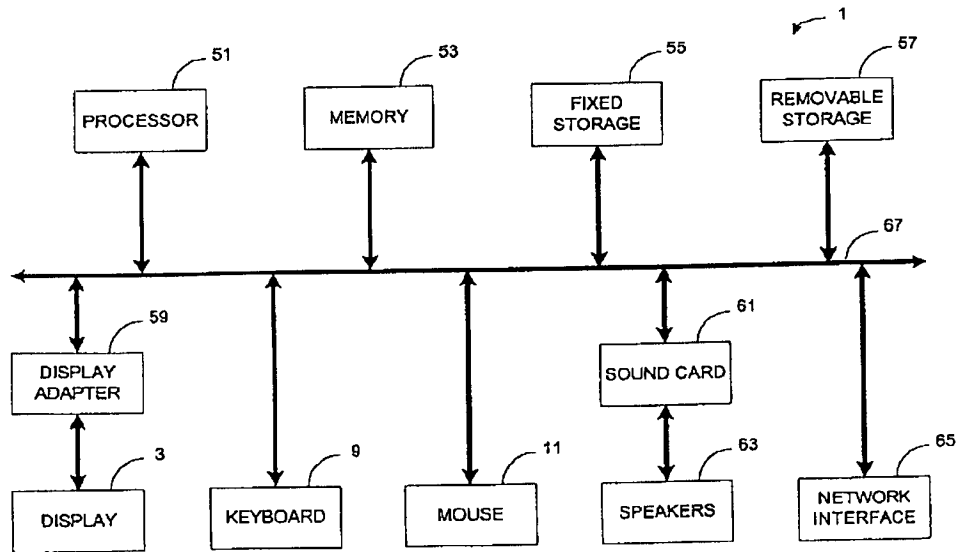 1
51
53
55
57
PROCESSOR
MEMORY
FIXED
STORAGE
REMOVABLE
STORAGE
67
59
61
DISPLAY
ADAPTER
SOUND CARD
3
9
11
63
65
DISPLAY
KEYBOARD
MOUSE
SPEAKERS
NETWORK
INTERFACE